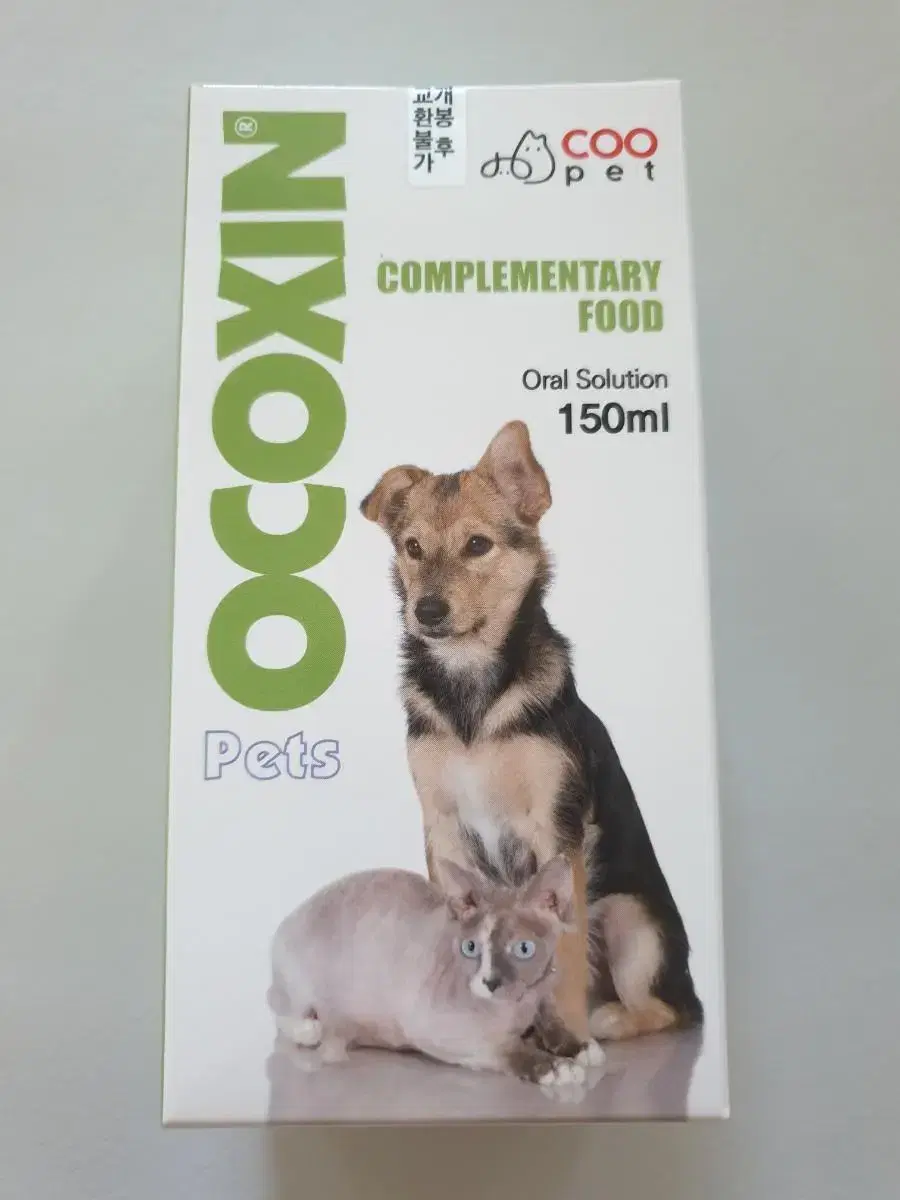 OCOXIN®
Pets
개봉 후
교환불가
COO
pet
COMPLEMENTARY
FOOD
Oral Solution
150ml